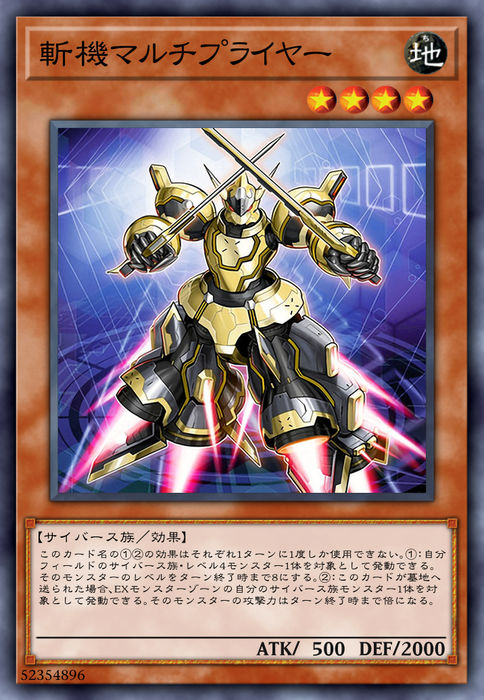 斬機マルチプライヤー
ち
地
【サイバース族／効果】
このカード名の①②の効果はそれぞれ1ターンに1度しか使用できない。①：自分
フィールドのサイバース族・レベル4モンスター1体を対象として発動できる。
そのモンスターのレベルをターン終了時まで8にする。②：このカードが墓地へ
送られた場合、EXモンスターゾーンの自分のサイバース族モンスター1体を対
象として発動できる。そのモンスターの攻撃力はターン終了時まで倍になる。
ATK/ 500 DEF/2000
52354896